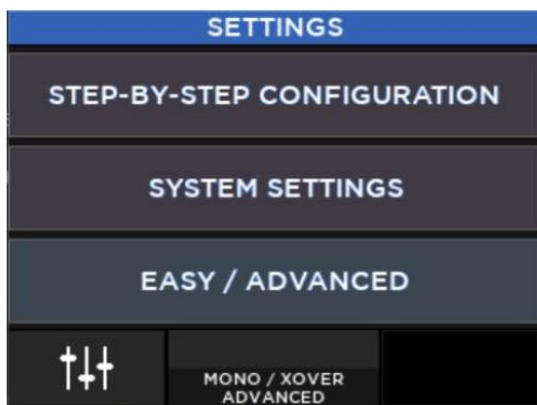 SETTINGS
STEP-BY-STEP CONFIGURATION
SYSTEM SETTINGS
EASY / ADVANCED
MONO / XOVER
ADVANCED